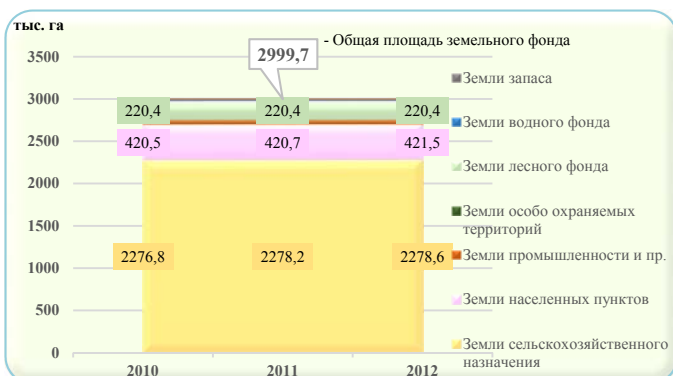 тыс. га
- Общая площадь земельного фонда
2999,7
3500
3000
2500
2000
1500
1000
500
0
220,4 220,4 220,4
420,5 420,7 421,5
2276,8 2278,2 2278,6
2010 2011 2012
Земли запаса
Земли водного фонда
Земли лесного фонда
Земли особо охраняемых
территорий
Земли промышленности и пр.
Земли населенных пунктов
Земли сельскохозяйственного
назначения